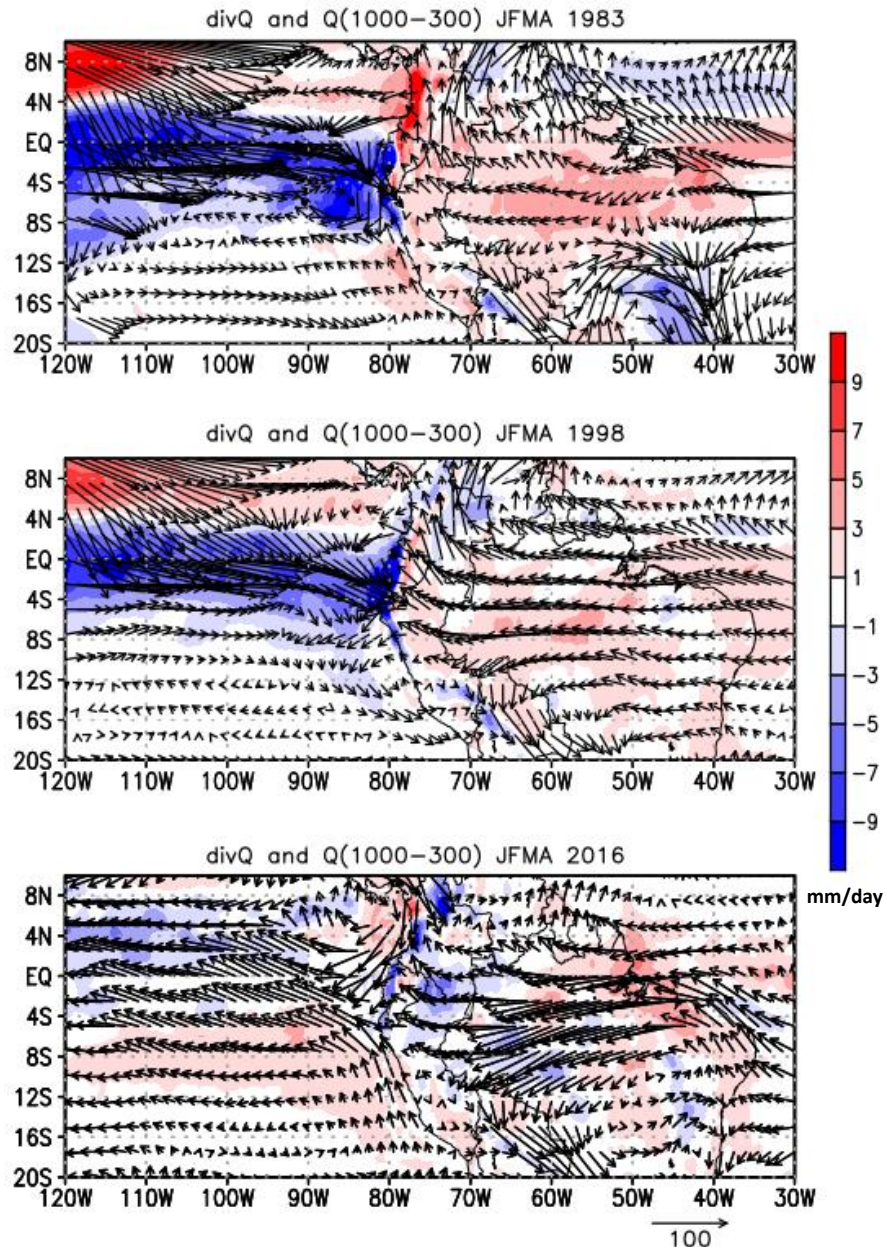 divQ and Q(1000−300) JFMA 1983
8N
4N
EQ
4S
8S
12S
16S
20S
120W 110W 100W 90W 80W 70W 60W 50W 40W 30W
divQ and Q(1000−300) JFMA 1998
8N
4N
EQ
4S
8S
12S
16S
20S
120W 110W 100W 90W 80W 70W 60W 50W 40W 30W
divQ and Q(1000−300) JFMA 2016
8N
4N
EQ
4S
8S
12S
16S
20S
120W 110W 100W 90W 80W 70W 60W 50W 40W 30W
100
9
7
5
3
1
−1
−3
−5
−7
−9
mm/day